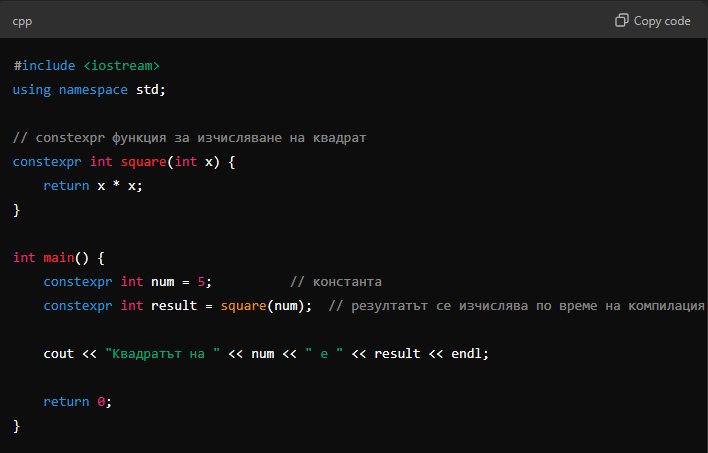 cpp
Copy code
#include <iostream>
using namespace std;
// constexpr функция за изчисляване на квадрат
constexpr int square(int x) {
    return x * x;
}
int main() {
    constexpr int num = 5;          // константа
    constexpr int result = square(num);  // резултатът се изчислява по време на компилация
    cout << "Квадратът на " << num << " е " << result << endl;
    return 0;
}